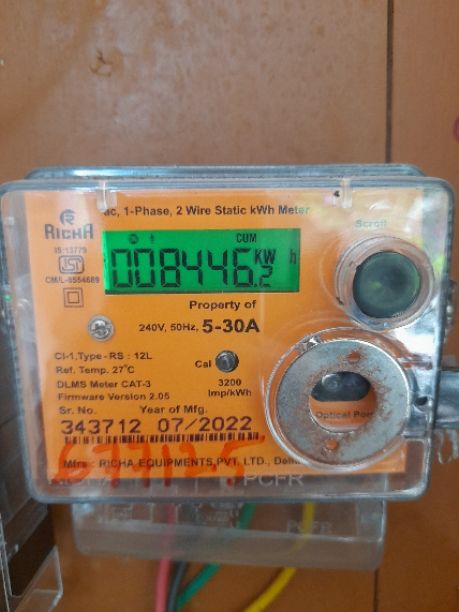 ac, 1-Phase, 2 Wire Static kWh Meter
RICHA
IS:13779
CM/L-8554689
CUM
008446.2 KW h
Scroll
Property of
240V, 50Hz, 5-30A
Cl-1,Type - RS : 12L
Ref. Temp. 27°C
DLMS Meter CAT-3
Firmware Version 2.05
Cal
3200
Imp/kWh
Sr. No. Year of Mfg.
343712 07/2022
Optical Port
Mfrs : RICHA EQUIPMENTS PVT. LTD.,
PCFR
PCFR